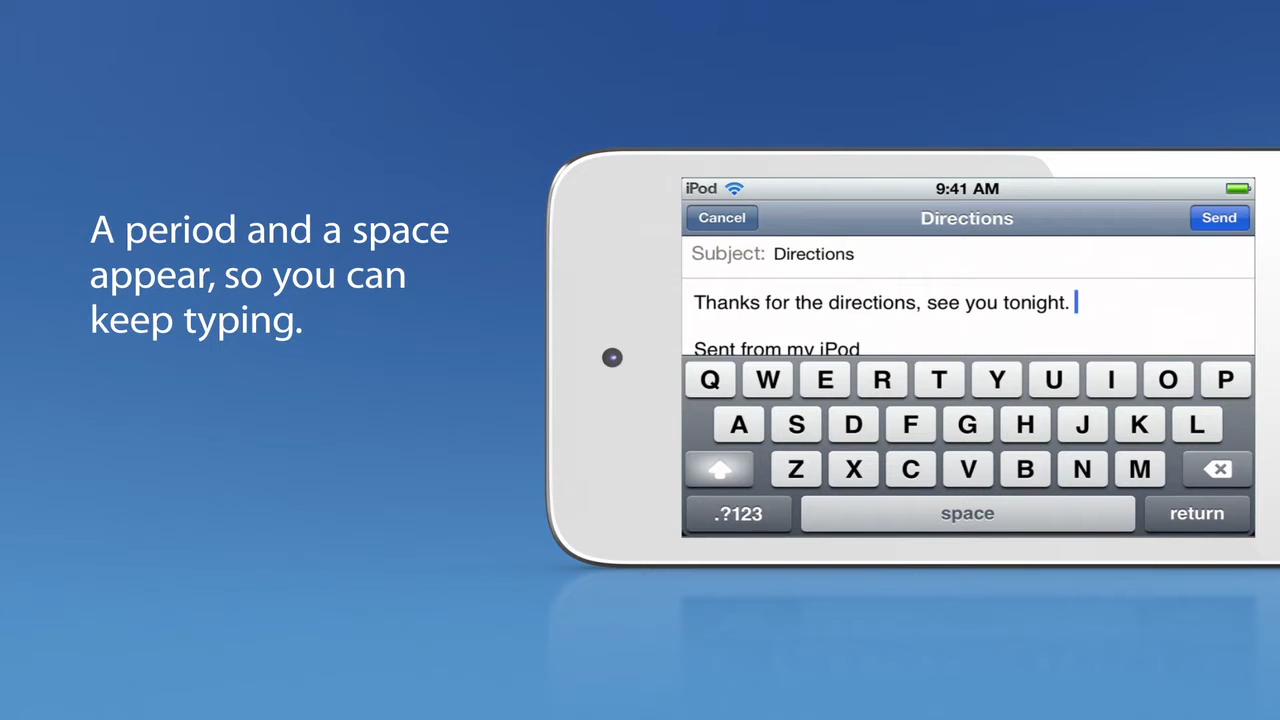 A period and a space
appear, so you can
keep typing.
iPod 9:41 AM
Cancel Directions Send
Subject: Directions
Thanks for the directions, see you tonight.
Sent from my iPod
Q W E R T Y U I O P
A S D F G H J K L
Z X C V B N M
.?123 space return